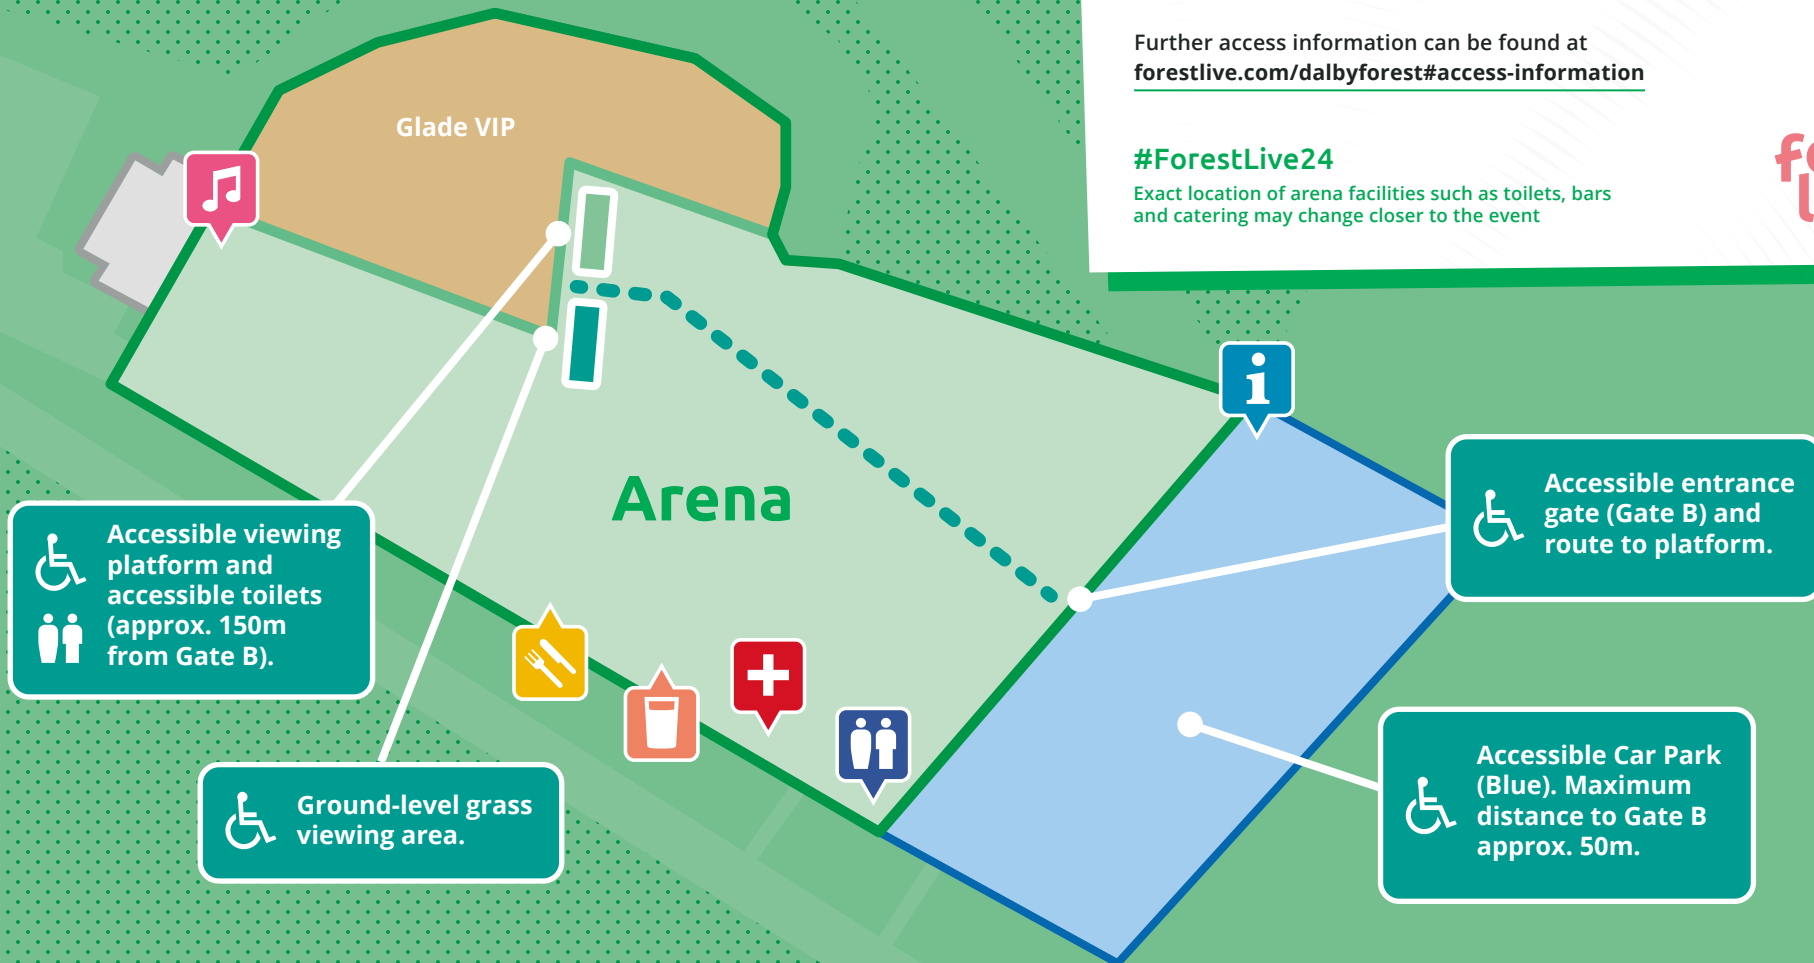 Further access information can be found at
forestlive.com/dalbyforest#access-information
#ForestLive24
Exact location of arena facilities such as toilets, bars
and catering may change closer to the event
Glade VIP
Arena
Accessible viewing
platform and
accessible toilets
(approx. 150m
from Gate B).
Ground-level grass
viewing area.
Accessible entrance
gate (Gate B) and
route to platform.
Accessible Car Park
(Blue). Maximum
distance to Gate B
approx. 50m.